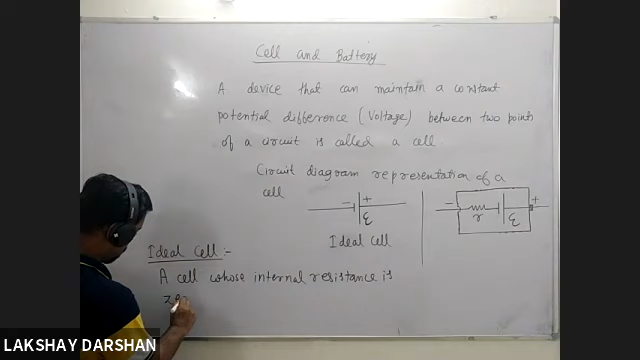 Cell and Battery
A device that can maintain a constant
potential difference (Voltage) between two points
of a circuit is called a cell
Circuit diagram representation of a
cell
− +
ξ
Ideal Cell
− +
r ξ
Ideal Cell :-
A cell whose internal resistance is
LAKSHAY DARSHAN